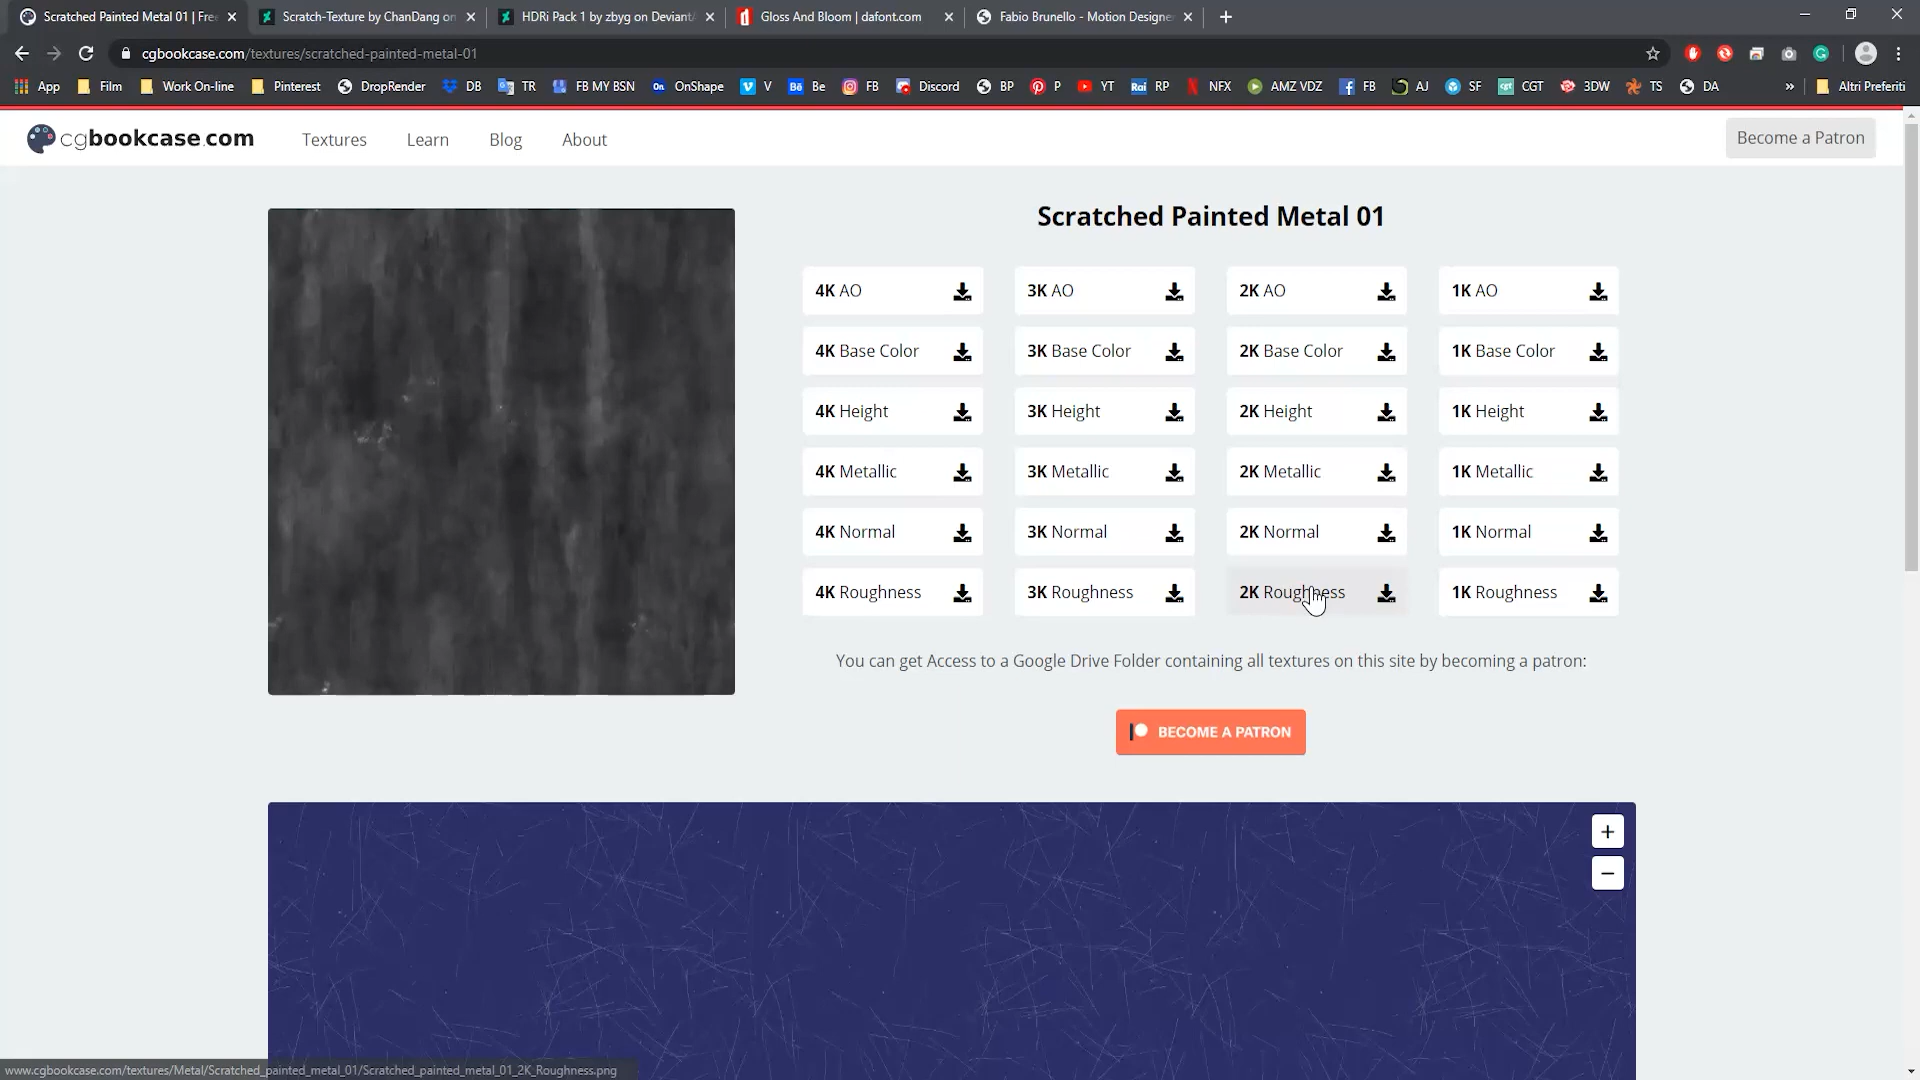 Scratched Painted Metal 01 | Fre
Scratch-Texture by ChanDang on
HDRi Pack 1 by zbyg on Deviant
Gloss And Bloom | dafont.com
Fabio Brunello - Motion Designe
cgbookcase.com/textures/scratched-painted-metal-01
App Film Work On-line Pinterest DropRender DB TR FB MY BSN OnShape V Be FB Discord BP P YT RP NFX AMZ VDZ FB AJ SF CGT 3DW TS DA » Altri Preferiti
cgbookcase.com Textures Learn Blog About Become a Patron
Scratched Painted Metal 01
4K AO 3K AO 2K AO 1K AO
4K Base Color 3K Base Color 2K Base Color 1K Base Color
4K Height 3K Height 2K Height 1K Height
4K Metallic 3K Metallic 2K Metallic 1K Metallic
4K Normal 3K Normal 2K Normal 1K Normal
4K Roughness 3K Roughness 2K Roughness 1K Roughness
You can get Access to a Google Drive Folder containing all textures on this site by becoming a patron:
BECOME A PATRON
+
−
www.cgbookcase.com/textures/Metal/Scratched_painted_metal_01/Scratched_painted_metal_01_2K_Roughness.png